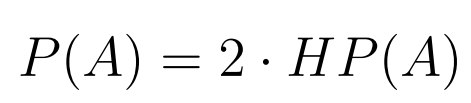 P(A) = 2 · HP(A)